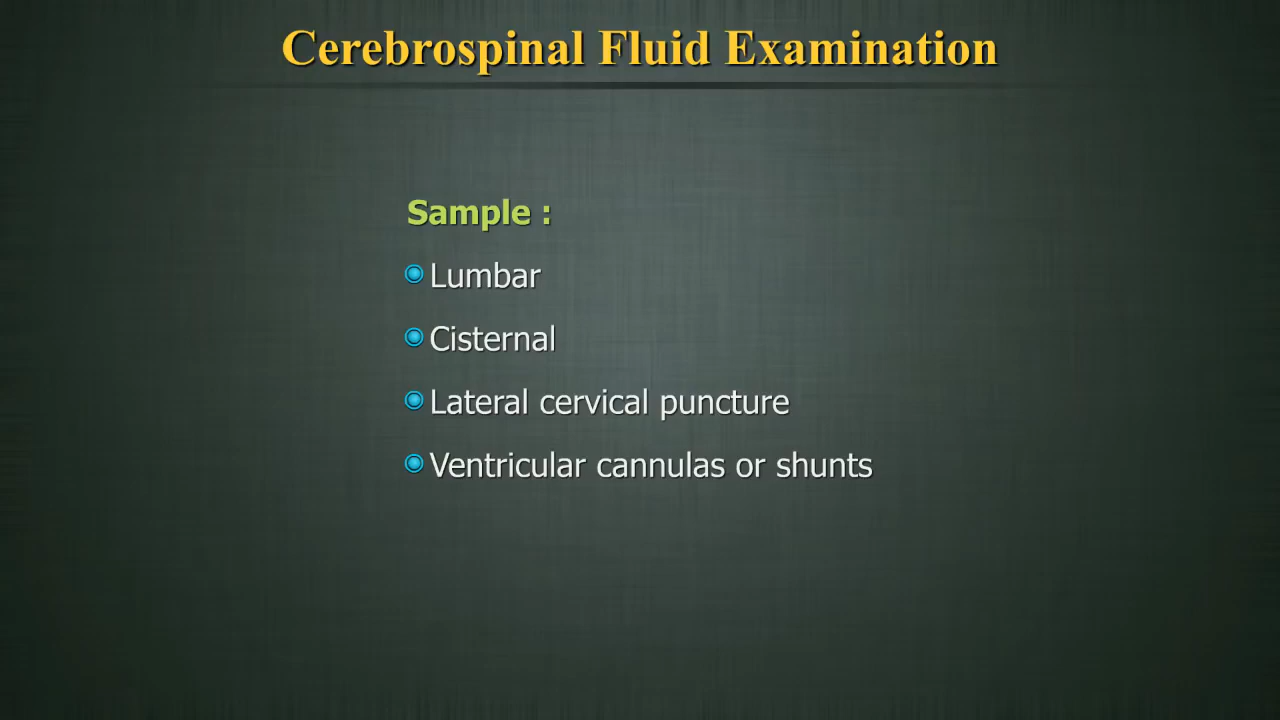 Cerebrospinal Fluid Examination
Sample :
Lumbar
Cisternal
Lateral cervical puncture
Ventricular cannulas or shunts